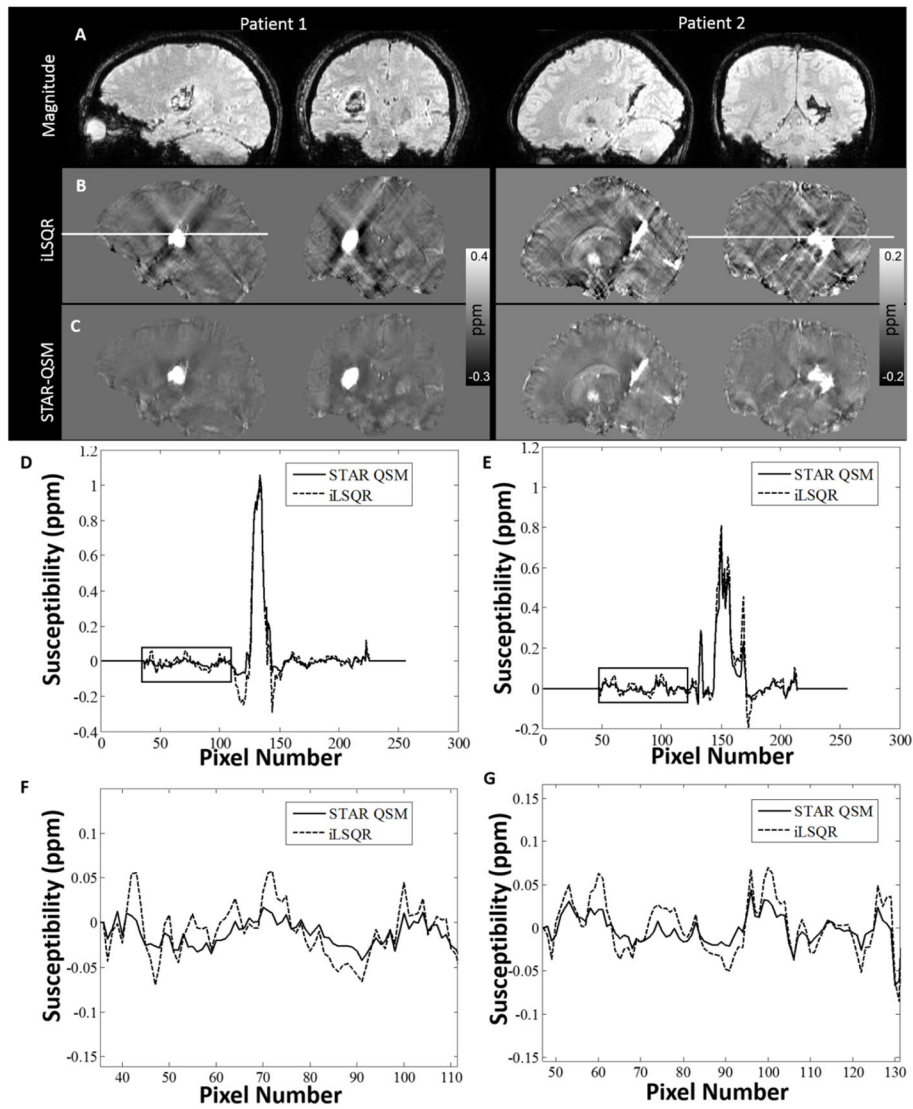 Patient 1
Patient 2
A
Magnitude
B
iLSQR
0.4
ppm
-0.3
0.2
ppm
-0.2
C
STAR-QSM
D
1.2
1
0.8
0.6
0.4
0.2
0
-0.2
-0.4
Susceptibility (ppm)
STAR QSM
iLSQR
0
50
100
150
200
250
300
Pixel Number
E
1.2
1
0.8
0.6
0.4
0.2
0
-0.2
Susceptibility (ppm)
STAR QSM
iLSQR
0
50
100
150
200
250
300
Pixel Number
F
0.1
0.05
0
-0.05
-0.1
-0.15
Susceptibility (ppm)
STAR QSM
iLSQR
40
50
60
70
80
90
100
110
Pixel Number
G
0.15
0.1
0.05
0
-0.05
-0.1
-0.15
Susceptibility (ppm)
STAR QSM
iLSQR
50
60
70
80
90
100
110
120
130
Pixel Number